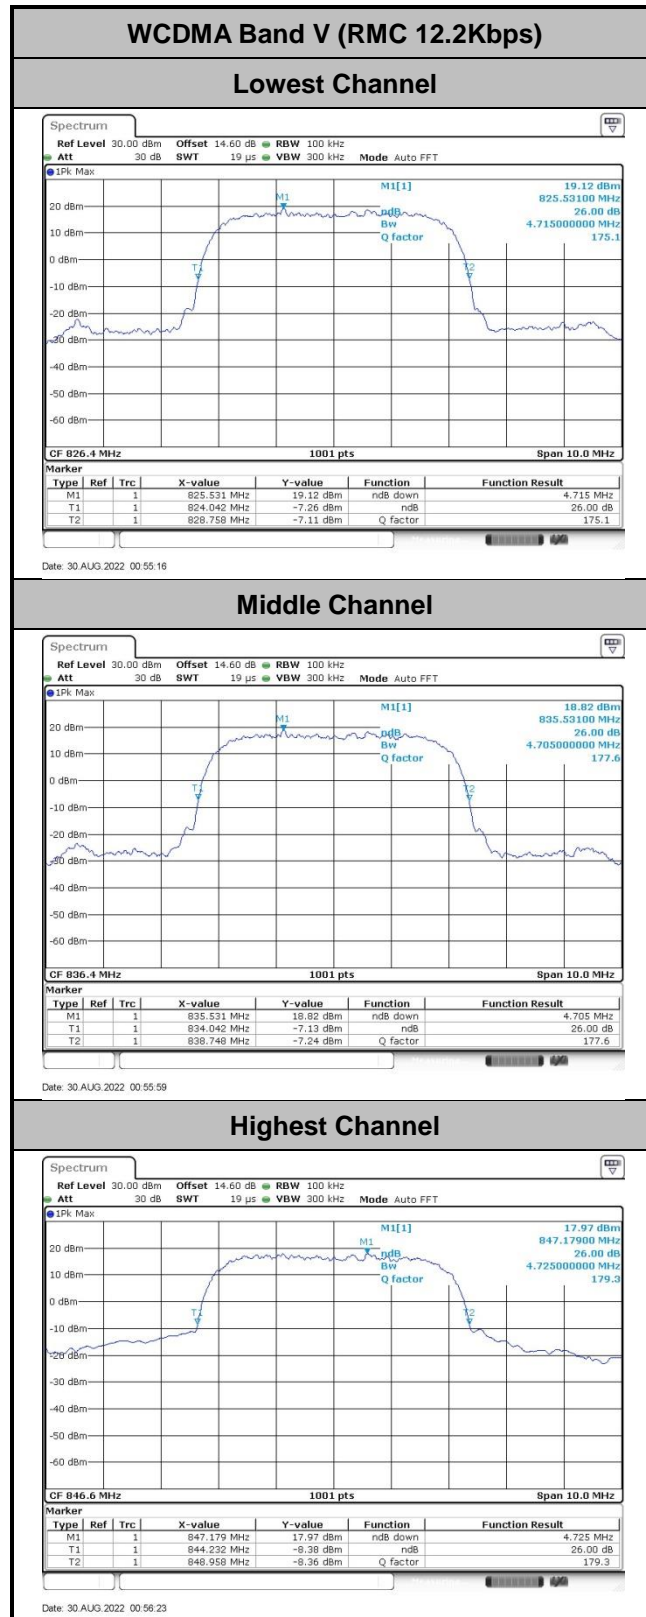 WCDMA Band V (RMC 12.2Kbps)
Lowest Channel
Spectrum
Ref Level 30.00 dBm Offset 14.60 dB RBW 100 kHz
Att 30 dB SWT 19 µs VBW 300 kHz Mode Auto FFT
1Pk Max
M1[1] 19.12 dBm
825.53100 MHz
M1
ndB 26.00 dB
Bw 4.715000000 MHz
Q factor 175.1
20 dBm
10 dBm
0 dBm
T1 T2
-10 dBm
-20 dBm
-30 dBm
-40 dBm
-50 dBm
-60 dBm
CF 826.4 MHz 1001 pts Span 10.0 MHz
Marker
Type Ref Trc X-value Y-value Function Function Result
M1 1 825.531 MHz 19.12 dBm ndB down 4.715 MHz
T1 1 824.042 MHz -7.26 dBm ndB 26.00 dB
T2 1 828.758 MHz -7.11 dBm Q factor 175.1
Date: 30.AUG.2022 00:55:16
Middle Channel
Spectrum
Ref Level 30.00 dBm Offset 14.60 dB RBW 100 kHz
Att 30 dB SWT 19 µs VBW 300 kHz Mode Auto FFT
1Pk Max
M1[1] 18.82 dBm
835.53100 MHz
M1
ndB 26.00 dB
Bw 4.705000000 MHz
Q factor 177.6
20 dBm
10 dBm
0 dBm
T1 T2
-10 dBm
-20 dBm
-30 dBm
-40 dBm
-50 dBm
-60 dBm
CF 836.4 MHz 1001 pts Span 10.0 MHz
Marker
Type Ref Trc X-value Y-value Function Function Result
M1 1 835.531 MHz 18.82 dBm ndB down 4.705 MHz
T1 1 834.042 MHz -7.13 dBm ndB 26.00 dB
T2 1 838.748 MHz -7.24 dBm Q factor 177.6
Date: 30.AUG.2022 00:55:59
Highest Channel
Spectrum
Ref Level 30.00 dBm Offset 14.60 dB RBW 100 kHz
Att 30 dB SWT 19 µs VBW 300 kHz Mode Auto FFT
1Pk Max
M1[1] 17.97 dBm
847.17900 MHz
M1
ndB 26.00 dB
Bw 4.725000000 MHz
Q factor 179.3
20 dBm
10 dBm
0 dBm
T1 T2
-10 dBm
-20 dBm
-30 dBm
-40 dBm
-50 dBm
-60 dBm
CF 846.6 MHz 1001 pts Span 10.0 MHz
Marker
Type Ref Trc X-value Y-value Function Function Result
M1 1 847.179 MHz 17.97 dBm ndB down 4.725 MHz
T1 1 844.232 MHz -8.38 dBm ndB 26.00 dB
T2 1 848.958 MHz -8.36 dBm Q factor 179.3
Date: 30.AUG.2022 00:56:23